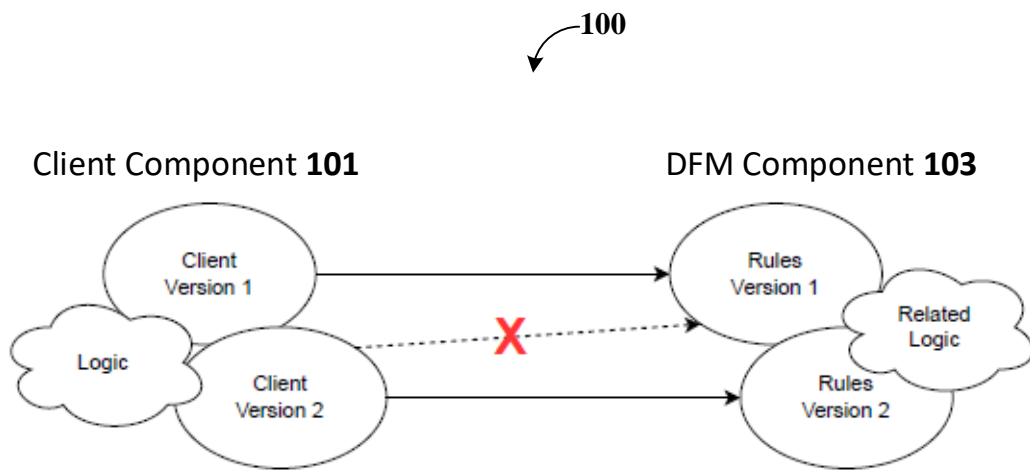 100
Client Component 101
DFM Component 103
Client
Version 1
Rules
Version 1
Related
Logic
X
Logic
Client
Version 2
Rules
Version 2